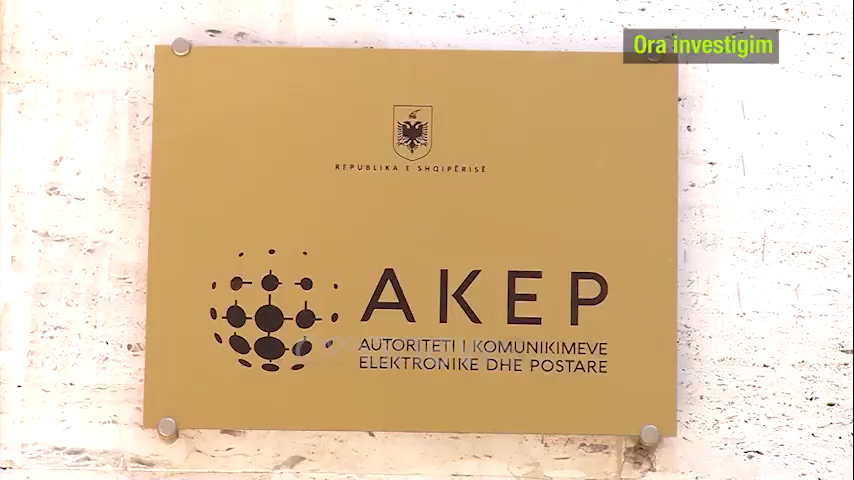 Ora investigim
REPUBLIKA E SHQIPËRISË
AKEP
AUTORITETI I KOMUNIKIMEVE
ELEKTRONIKE DHE POSTARE